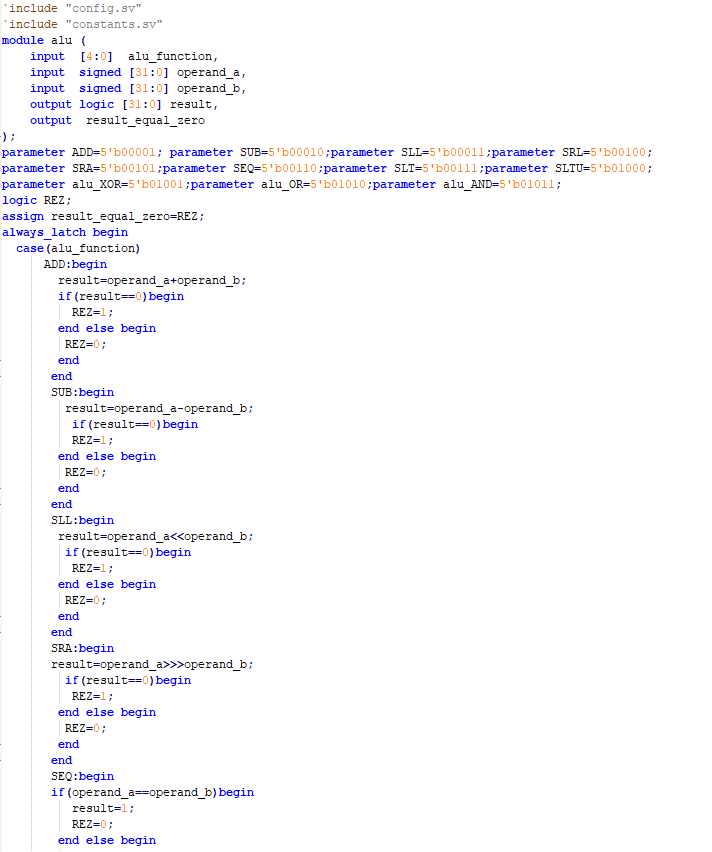 `include "config.sv"
`include "constants.sv"
module alu (
    input  [4:0]  alu_function,
    input  signed [31:0] operand_a,
    input  signed [31:0] operand_b,
    output logic [31:0] result,
    output  result_equal_zero
);
parameter ADD=5'b00001; parameter SUB=5'b00010;parameter SLL=5'b00011;parameter SRL=5'b00100;
parameter SRA=5'b00101;parameter SEQ=5'b00110;parameter SLT=5'b00111;parameter SLTU=5'b01000;
parameter alu_XOR=5'b01001;parameter alu_OR=5'b01010;parameter alu_AND=5'b01011;
logic REZ;
assign result_equal_zero=REZ;
always_latch begin
  case(alu_function)
      ADD:begin
        result=operand_a+operand_b;
        if(result==0)begin
          REZ=1;
        end else begin
         REZ=0;
        end
       end
       SUB:begin
         result=operand_a-operand_b;
          if(result==0)begin
          REZ=1;
        end else begin
         REZ=0;
        end
       end
       SLL:begin
        result=operand_a<<operand_b;
         if(result==0)begin
          REZ=1;
        end else begin
         REZ=0;
        end
       end
       SRA:begin
       result=operand_a>>>operand_b;
         if(result==0)begin
          REZ=1;
        end else begin
         REZ=0;
        end
       end
       SEQ:begin
       if(operand_a==operand_b)begin
          result=1;
          REZ=0;
        end else begin